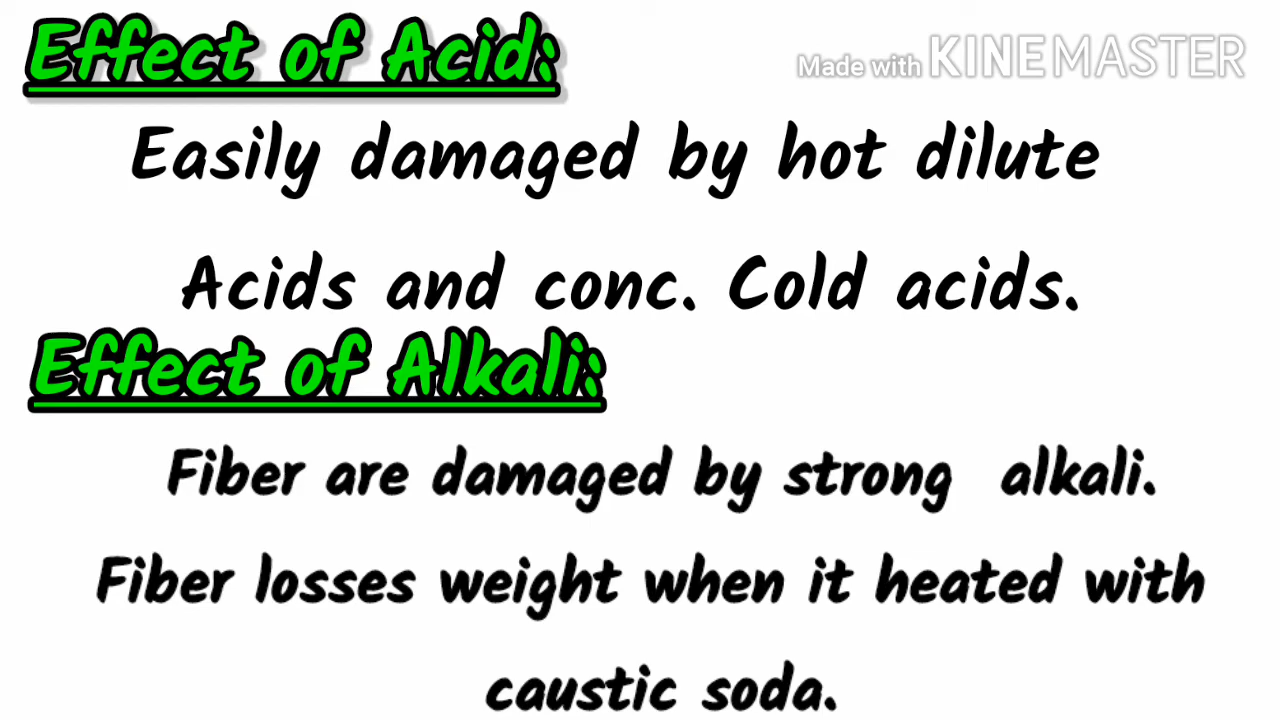 Effect of Acid:
Made with KINEMASTER
Easily damaged by hot dilute
Acids and conc. Cold acids.
Effect of Alkali:
Fiber are damaged by strong alkali.
Fiber losses weight when it heated with
caustic soda.